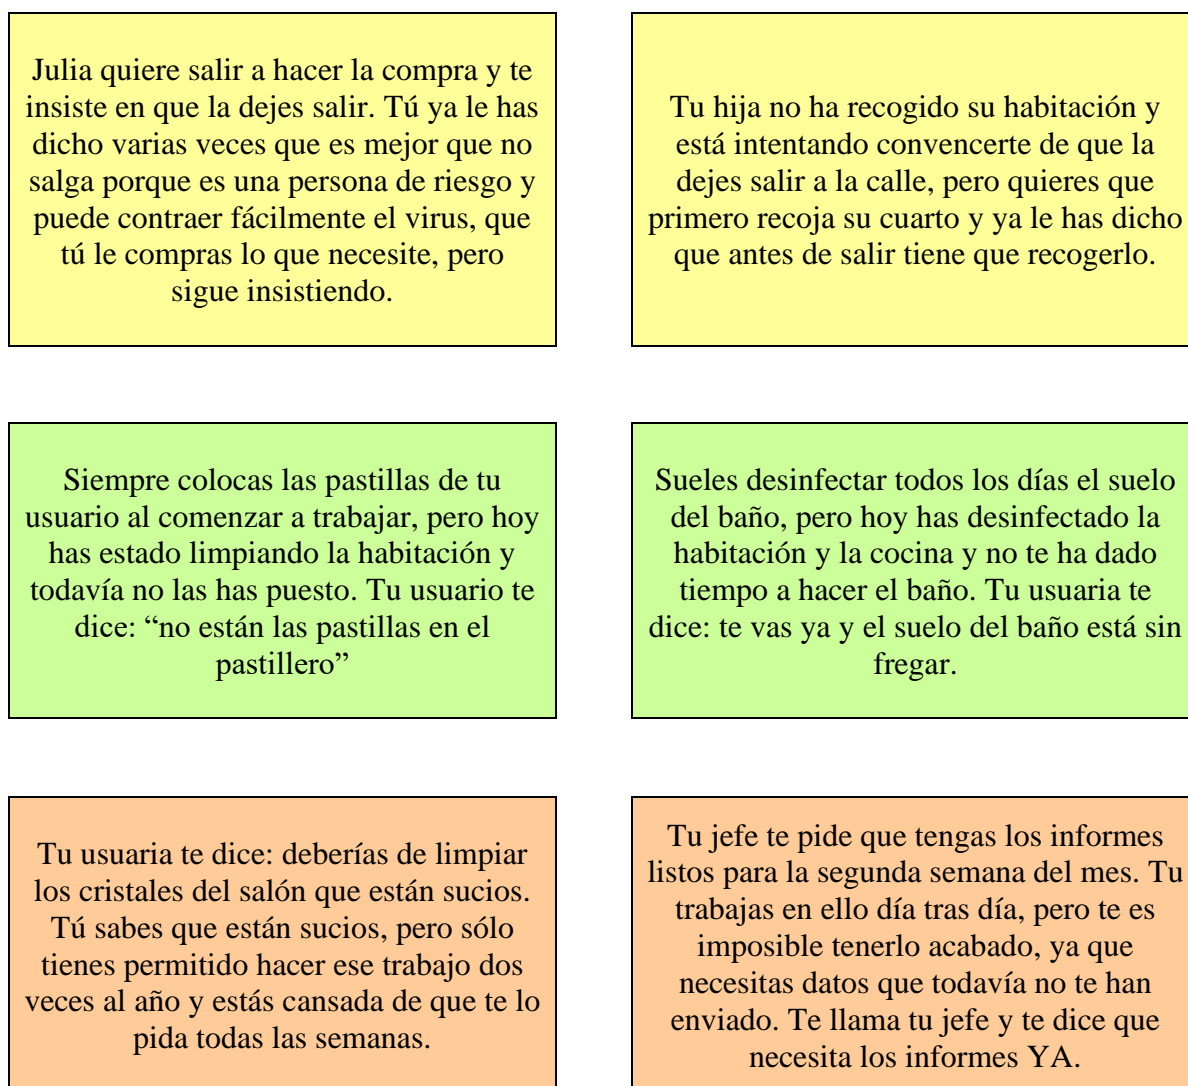 Julia quiere salir a hacer la compra y te
insiste en que la dejes salir. Tú ya le has
dicho varias veces que es mejor que no
salga porque es una persona de riesgo y
puede contraer fácilmente el virus, que
tú le compras lo que necesite, pero
sigue insistiendo.
Tu hija no ha recogido su habitación y
está intentando convencerte de que la
dejes salir a la calle, pero quieres que
primero recoja su cuarto y ya le has dicho
que antes de salir tiene que recogerlo.
Siempre colocas las pastillas de tu
usuario al comenzar a trabajar, pero hoy
has estado limpiando la habitación y
todavía no las has puesto. Tu usuario te
dice: “no están las pastillas en el
pastillero”
Sueles desinfectar todos los días el suelo
del baño, pero hoy has desinfectado la
habitación y la cocina y no te ha dado
tiempo a hacer el baño. Tu usuaria te
dice: te vas ya y el suelo del baño está sin
fregar.
Tu usuaria te dice: deberías de limpiar
los cristales del salón que están sucios.
Tú sabes que están sucios, pero sólo
tienes permitido hacer ese trabajo dos
veces al año y estás cansada de que te lo
pida todas las semanas.
Tu jefe te pide que tengas los informes
listos para la segunda semana del mes. Tu
trabajas en ello día tras día, pero te es
imposible tenerlo acabado, ya que
necesitas datos que todavía no te han
enviado. Te llama tu jefe y te dice que
necesita los informes YA.